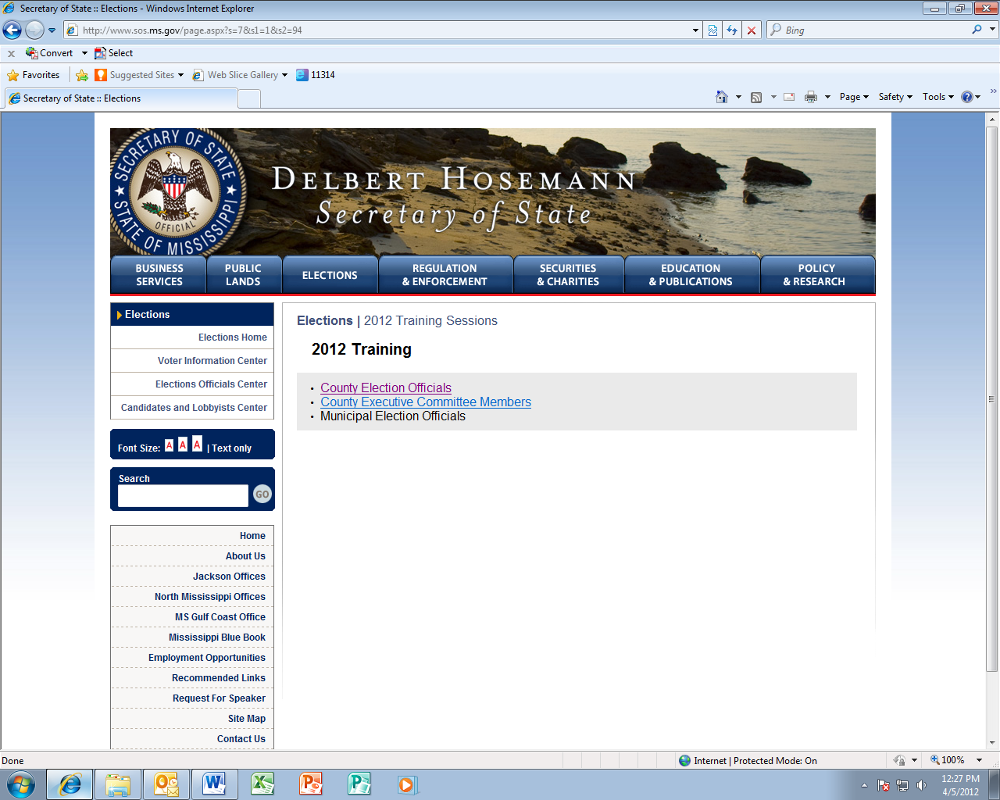 Secretary of State :: Elections - Windows Internet Explorer
http://www.sos.ms.gov/page.aspx?s=7&s1=1&s2=94
Bing
x Convert Select
Favorites Suggested Sites Web Slice Gallery 11314
Secretary of State :: Elections
Page Safety Tools
SECRETARY OF STATE
STATE OF MISSISSIPPI
OFFICIAL
DELBERT HOSEMANN
Secretary of State
BUSINESS SERVICES
PUBLIC LANDS
ELECTIONS
REGULATION & ENFORCEMENT
SECURITIES & CHARITIES
EDUCATION & PUBLICATIONS
POLICY & RESEARCH
Elections
Elections Home
Voter Information Center
Elections Officials Center
Candidates and Lobbyists Center
Font Size: A A A | Text only
Search
GO
Home
About Us
Jackson Offices
North Mississippi Offices
MS Gulf Coast Office
Mississippi Blue Book
Employment Opportunities
Recommended Links
Request For Speaker
Site Map
Contact Us
Elections | 2012 Training Sessions
2012 Training
• County Election Officials
• County Executive Committee Members
• Municipal Election Officials
Done
Internet | Protected Mode: On
100%
12:27 PM
4/5/2012